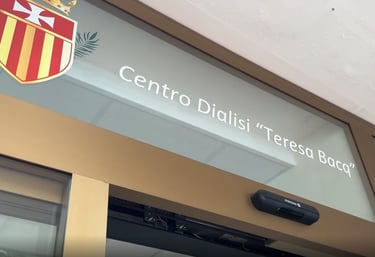 Centro Dialisi “Teresa Bacq”